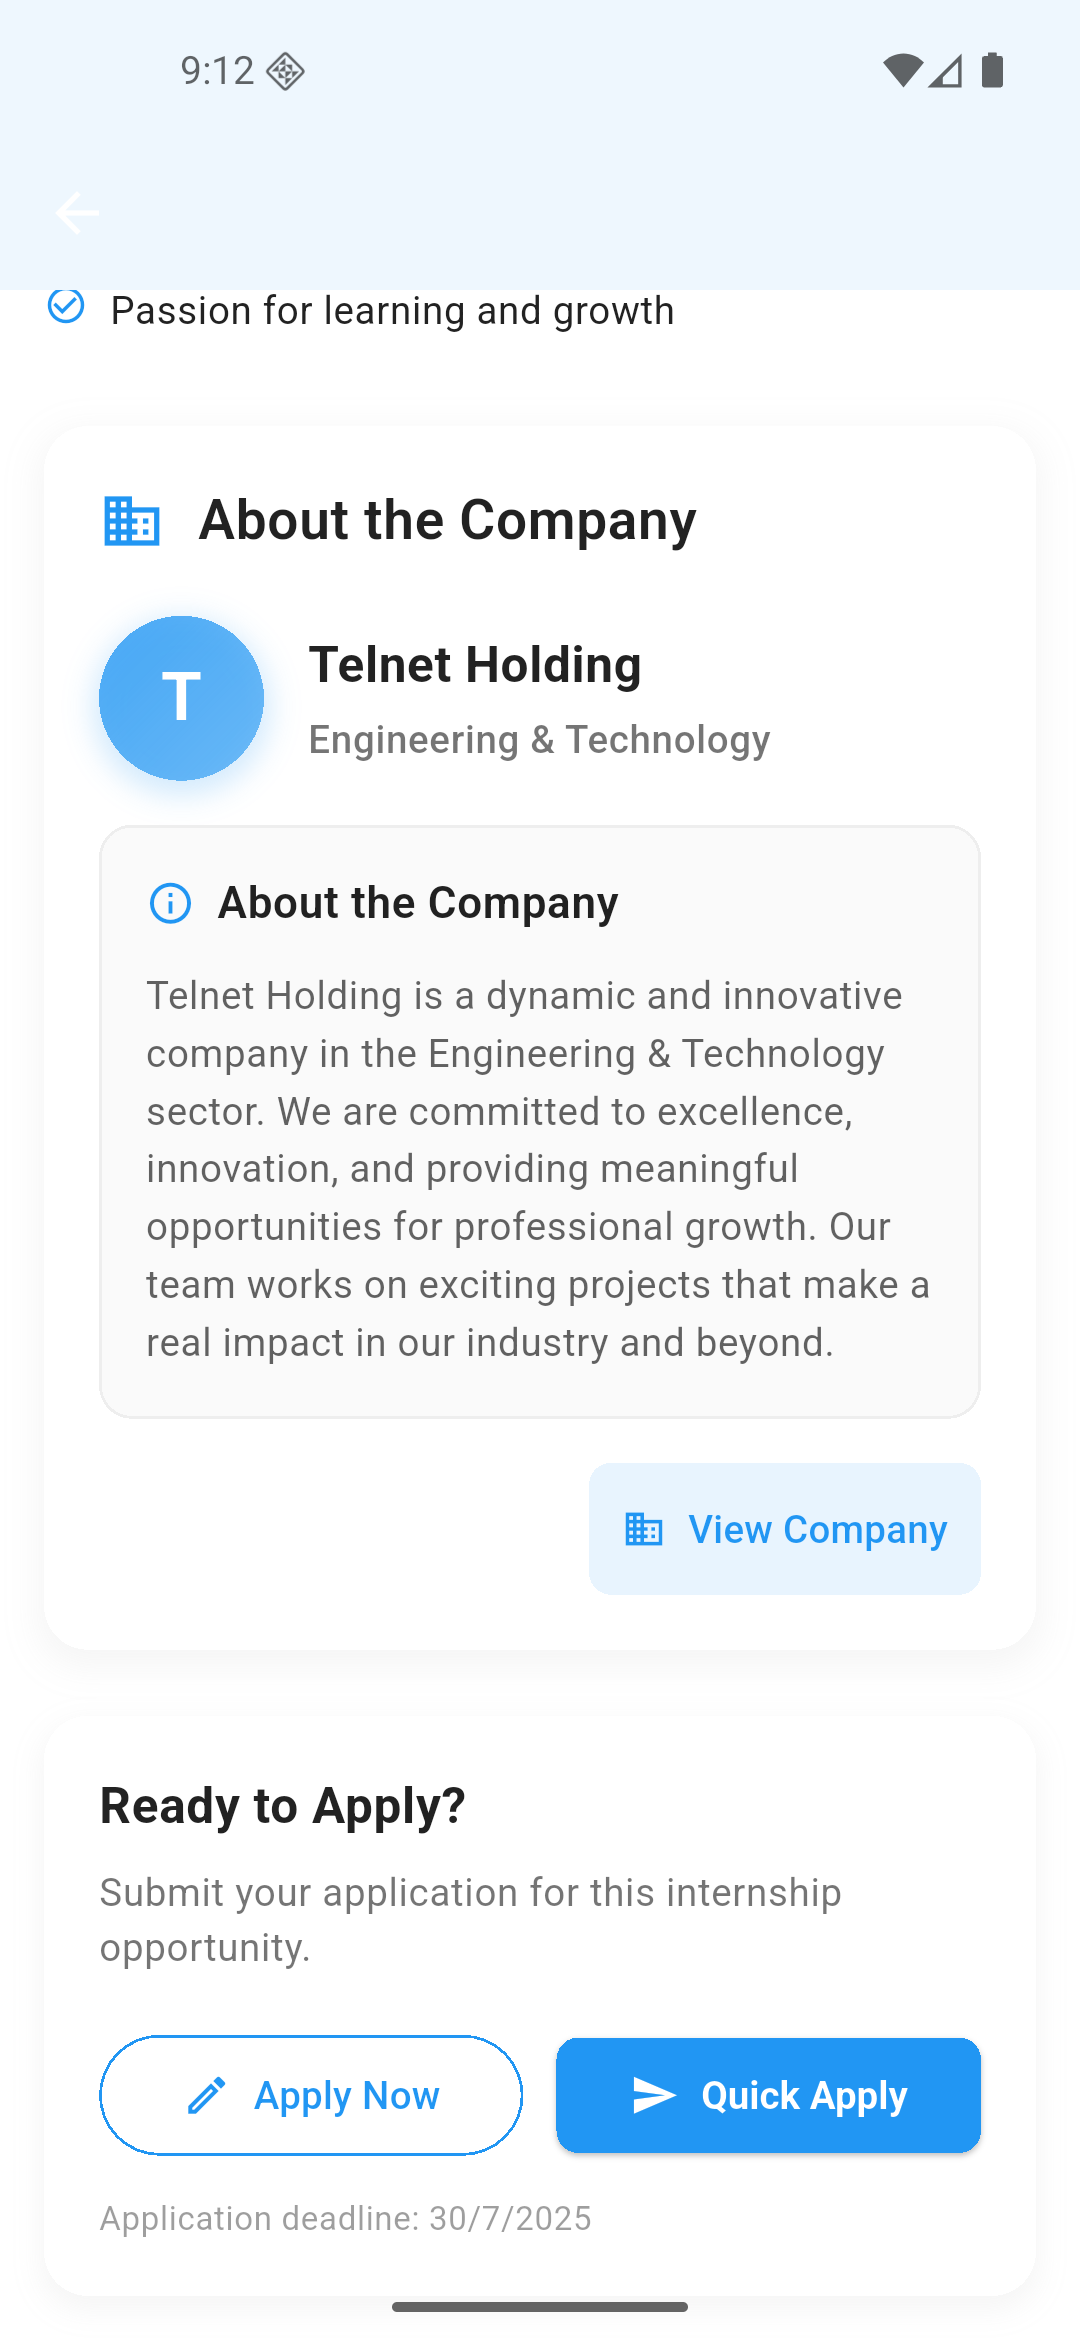 9:12
Passion for learning and growth
About the Company
T
Telnet Holding
Engineering & Technology
About the Company
Telnet Holding is a dynamic and innovative
company in the Engineering & Technology
sector. We are committed to excellence,
innovation, and providing meaningful
opportunities for professional growth. Our
team works on exciting projects that make a
real impact in our industry and beyond.
View Company
Ready to Apply?
Submit your application for this internship
opportunity.
Apply Now
Quick Apply
Application deadline: 30/7/2025